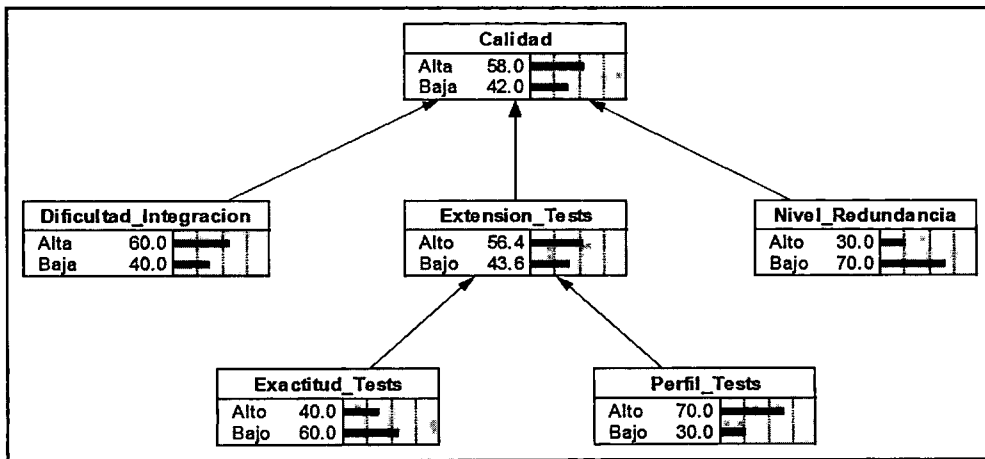 Calidad
Alta 58.0
Baja 42.0
Dificultad_Integracion
Alta 60.0
Baja 40.0
Extension_Tests
Alto 56.4
Bajo 43.6
Nivel_Redundancia
Alto 30.0
Bajo 70.0
Exactitud_Tests
Alto 40.0
Bajo 60.0
Perfil_Tests
Alto 70.0
Bajo 30.0